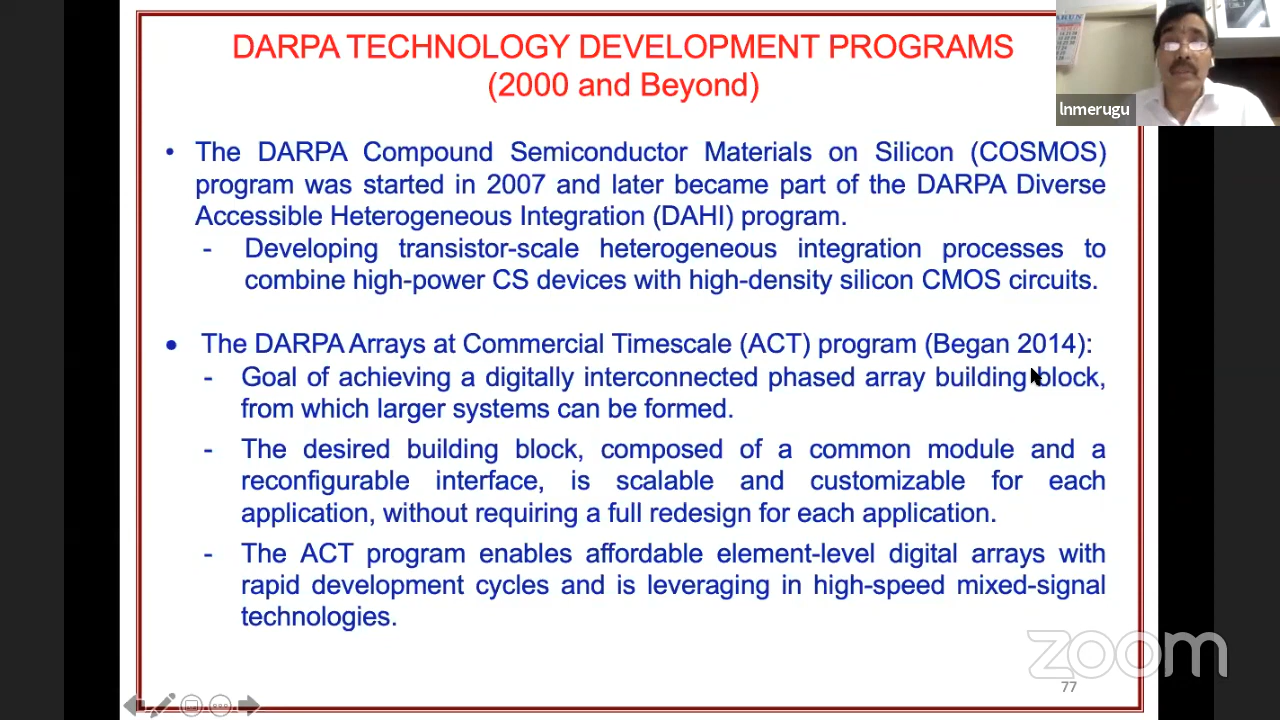 DARPA TECHNOLOGY DEVELOPMENT PROGRAMS
(2000 and Beyond)
lnmerugu
• The DARPA Compound Semiconductor Materials on Silicon (COSMOS)
program was started in 2007 and later became part of the DARPA Diverse
Accessible Heterogeneous Integration (DAHI) program.
- Developing transistor-scale heterogeneous integration processes to
combine high-power CS devices with high-density silicon CMOS circuits.
• The DARPA Arrays at Commercial Timescale (ACT) program (Began 2014):
- Goal of achieving a digitally interconnected phased array building block,
from which larger systems can be formed.
- The desired building block, composed of a common module and a
reconfigurable interface, is scalable and customizable for each
application, without requiring a full redesign for each application.
- The ACT program enables affordable element-level digital arrays with
rapid development cycles and is leveraging in high-speed mixed-signal
technologies.
zoom
77